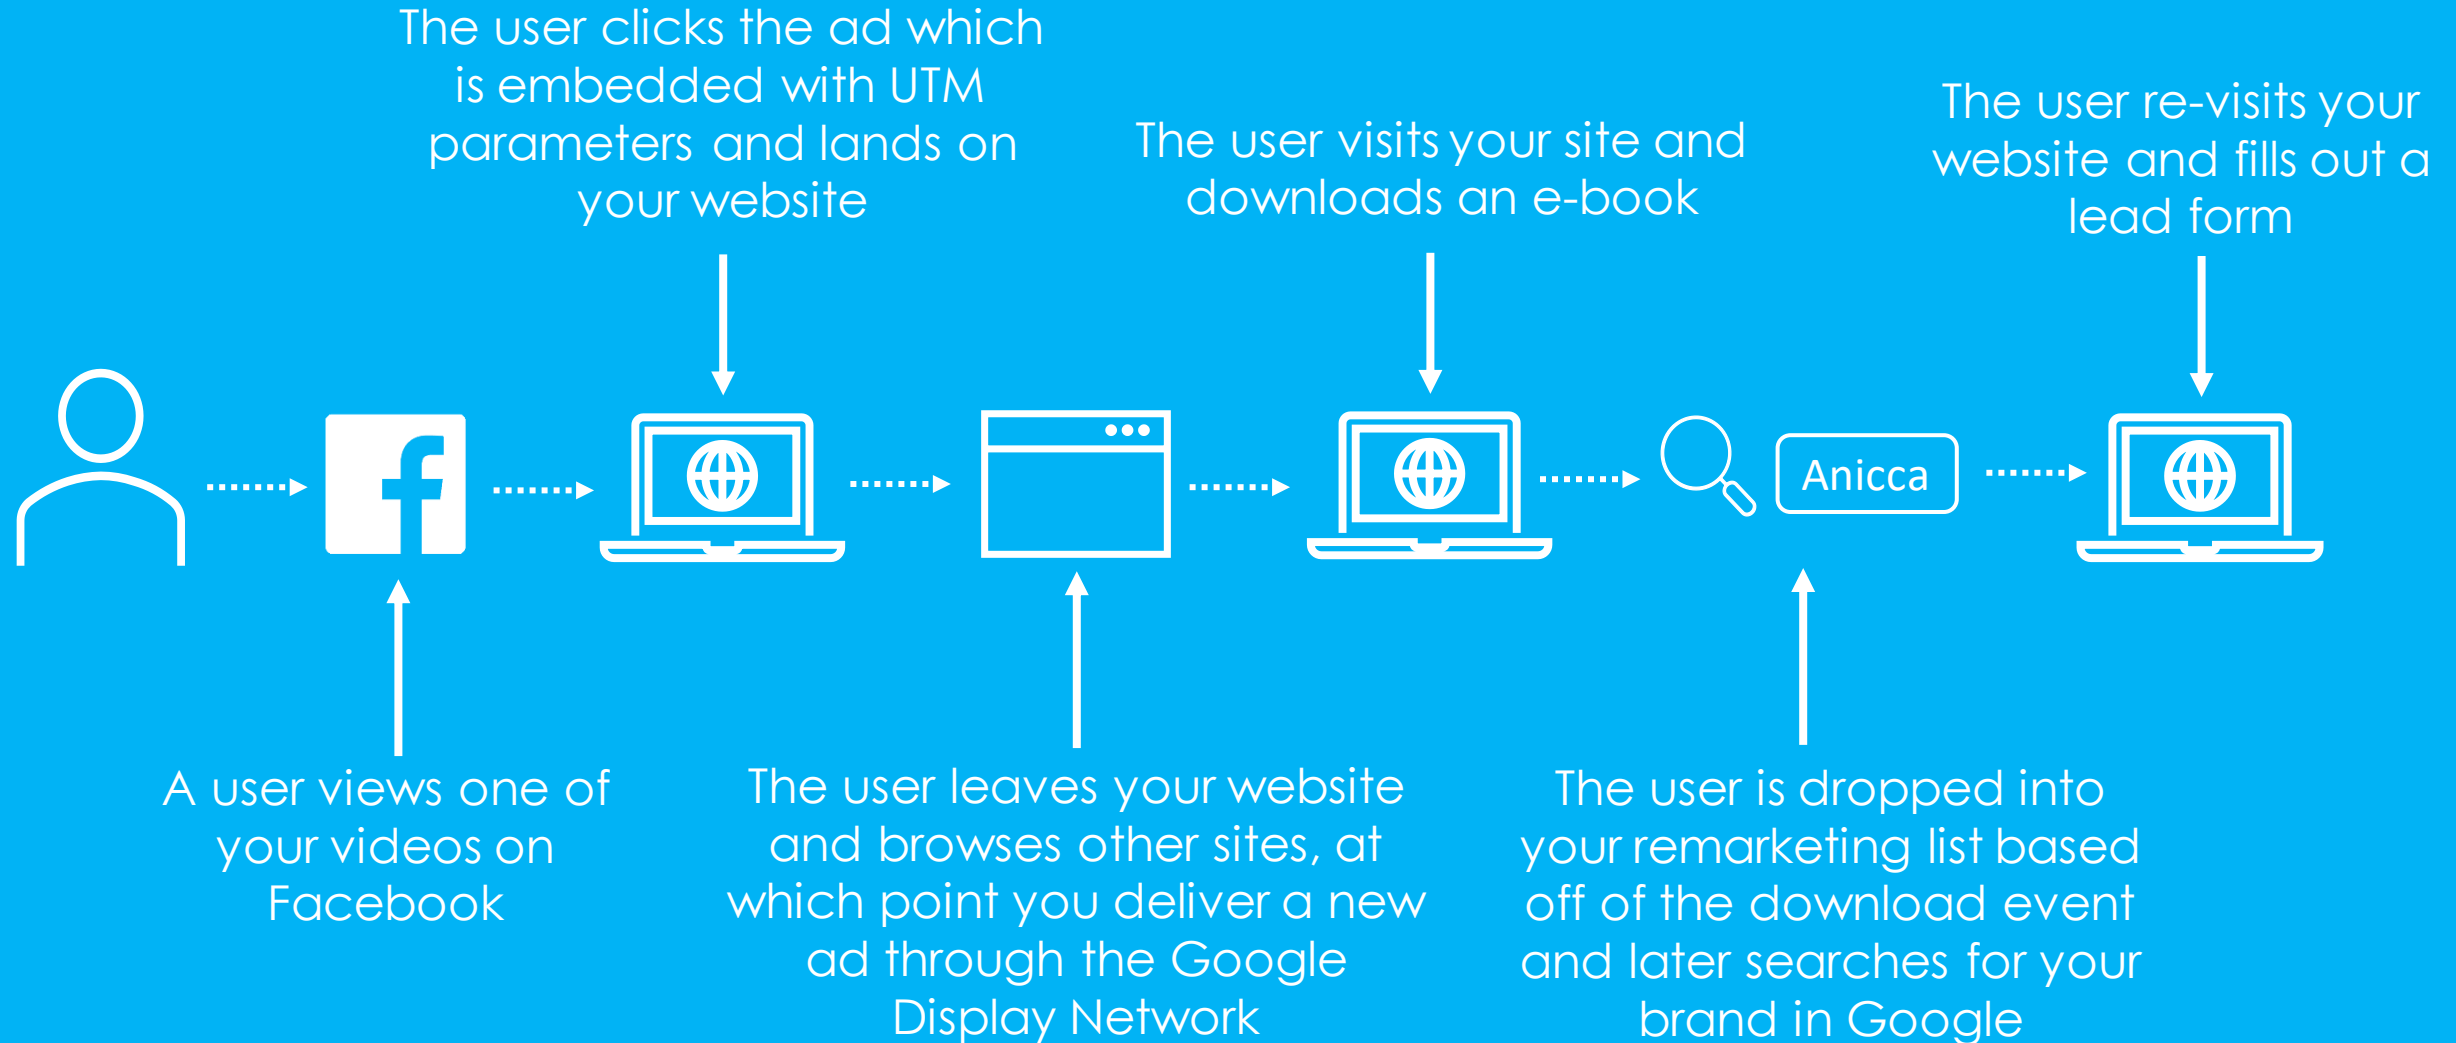 The user clicks the ad which
is embedded with UTM
parameters and lands on
your website
The user visits your site and
downloads an e-book
The user re-visits your
website and fills out a
lead form
Anicca
A user views one of
your videos on
Facebook
The user leaves your website
and browses other sites, at
which point you deliver a new
ad through the Google
Display Network
The user is dropped into
your remarketing list based
off of the download event
and later searches for your
brand in Google